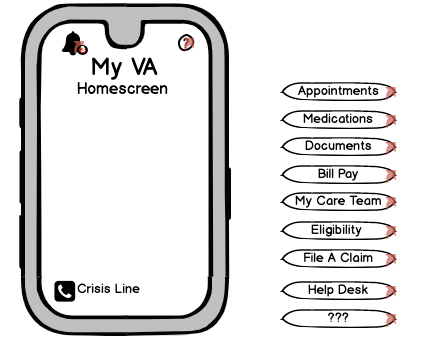 ?
My VA
Homescreen
Crisis Line
Appointments
Medications
Documents
Bill Pay
My Care Team
Eligibility
File A Claim
Help Desk
???